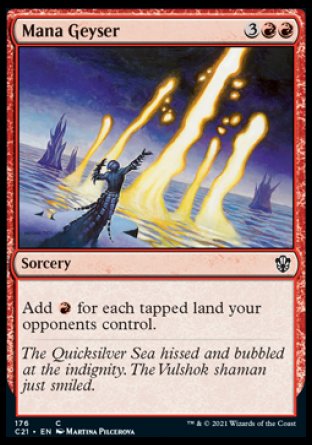 Mana Geyser 3
Sorcery
Add for each tapped land your
opponents control.
The Quicksilver Sea hissed and bubbled
at the indignity. The Vulshok shaman
just smiled.
176 C
C21 • EN Martina Pilcerova
™ & © 2021 Wizards of the Coast